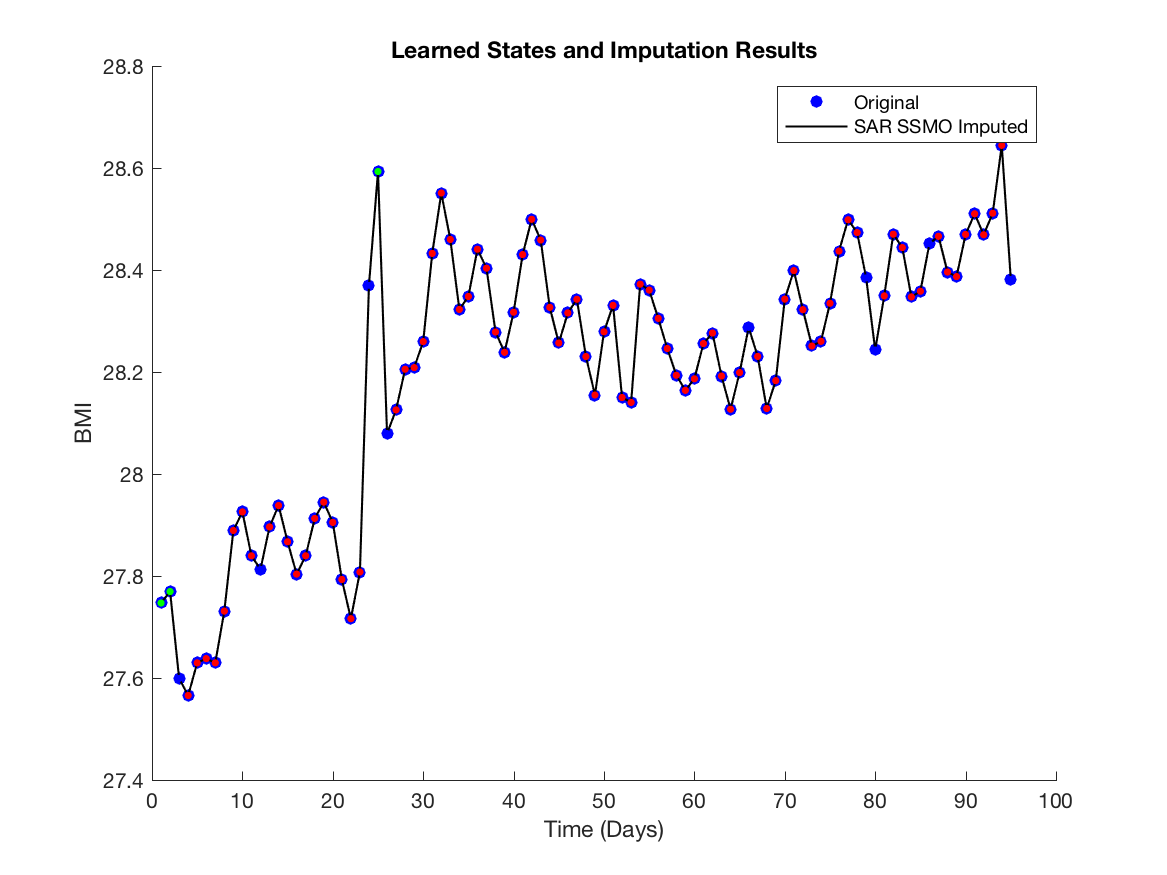 Learned States and Imputation Results
28.8
28.6
28.4
28.2
28
27.8
27.6
27.4
BMI
Original
SAR SSMO Imputed
0 10 20 30 40 50 60 70 80 90 100
Time (Days)